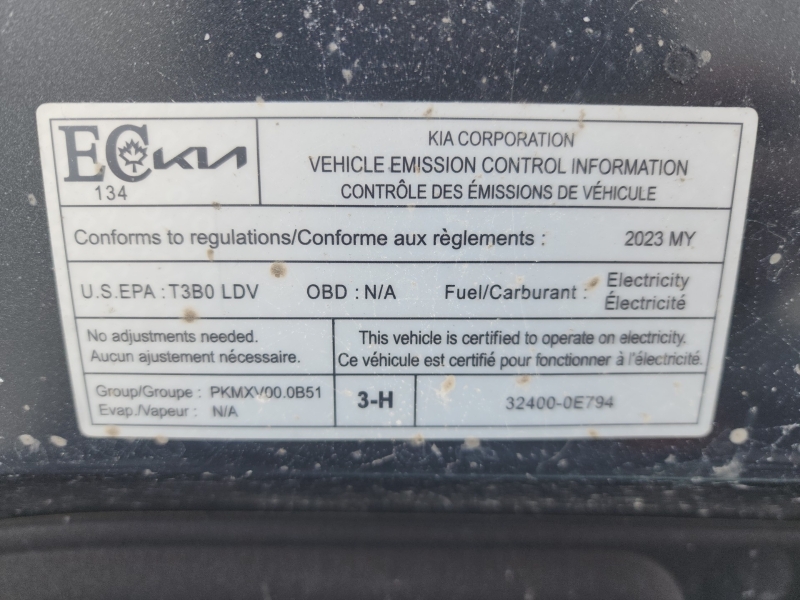 EC KIA
134
KIA CORPORATION
VEHICLE EMISSION CONTROL INFORMATION
CONTRÔLE DES ÉMISSIONS DE VÉHICULE
Conforms to regulations/Conforme aux règlements : 2023 MY
U.S.EPA : T3B0 LDV OBD : N/A Fuel/Carburant : Electricity
Électricité
No adjustments needed.
Aucun ajustement nécessaire.
This vehicle is certified to operate on electricity.
Ce véhicule est certifié pour fonctionner à l'électricité.
Group/Groupe : PKMXV00.0B51
Evap./Vapeur : N/A
3-H
32400-0E794